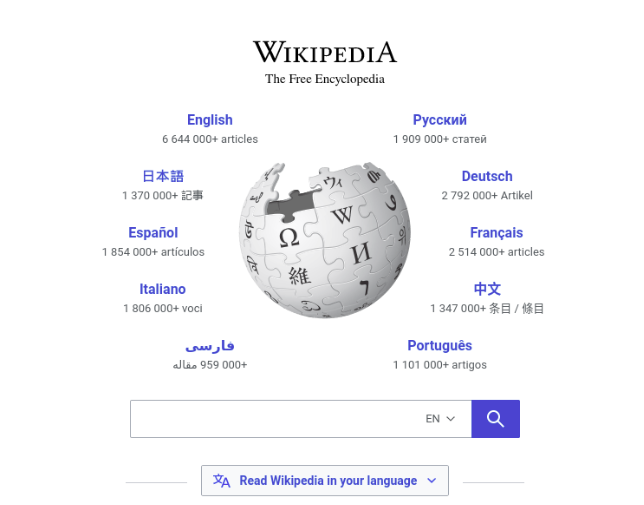 WIKIPEDIA
The Free Encyclopedia
English
6 644 000+ articles
Русский
1 909 000+ статей
日本語
1 370 000+ 記事
Deutsch
2 792 000+ Artikel
Español
1 854 000+ artículos
Français
2 514 000+ articles
Italiano
1 806 000+ voci
中文
1 347 000+ 条目 / 條目
فارسی
959 000+ مقاله
Português
1 101 000+ artigos
ウィ
W
Ω
И
維
EN
Read Wikipedia in your language